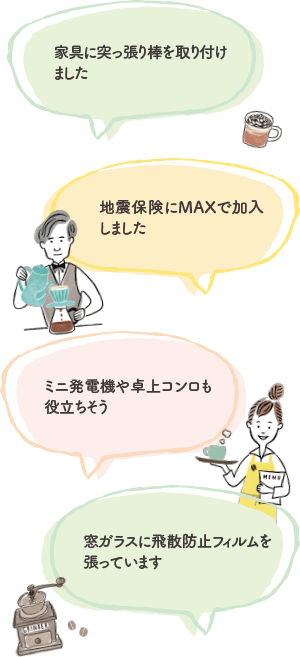 家具に突っ張り棒を取り付け
ました
地震保険にMAXで加入
しました
ミニ発電機や卓上コンロも
役立ちそう
MENU
窓ガラスに飛散防止フィルムを
張っています